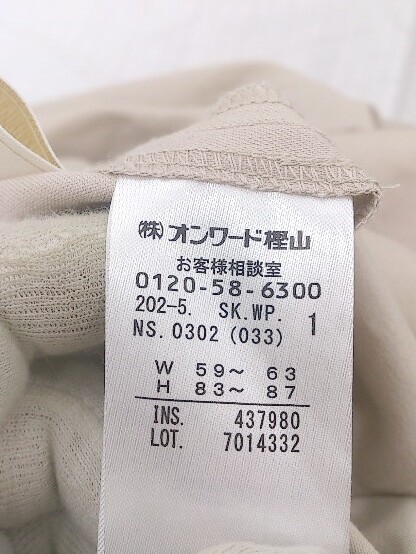 ㈱オンワード樫山
お客様相談室
0120-58-6300
202-5. SK.WP. 1
NS. 0302 (033)
W 59〜 63
H 83〜 87
INS. 437980
LOT. 7014332